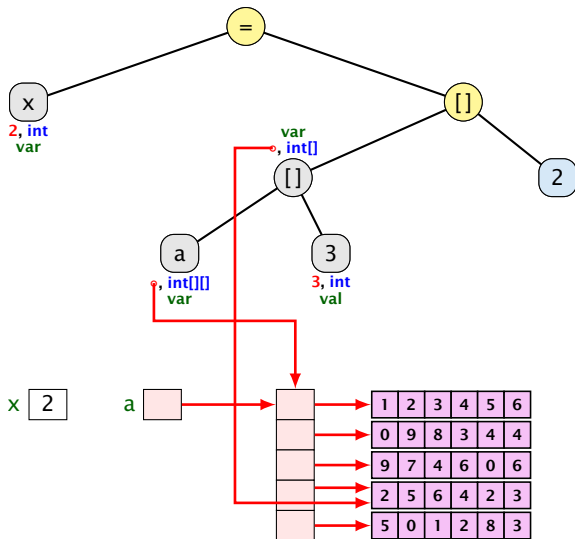 =
x
[]
2, int
var
var
, int[]
[]
2
a
3
, int[][]
var
3, int
val
x 2
a
1 2 3 4 5 6
0 9 8 3 4 4
9 7 4 6 0 6
2 5 6 4 2 3
5 0 1 2 8 3